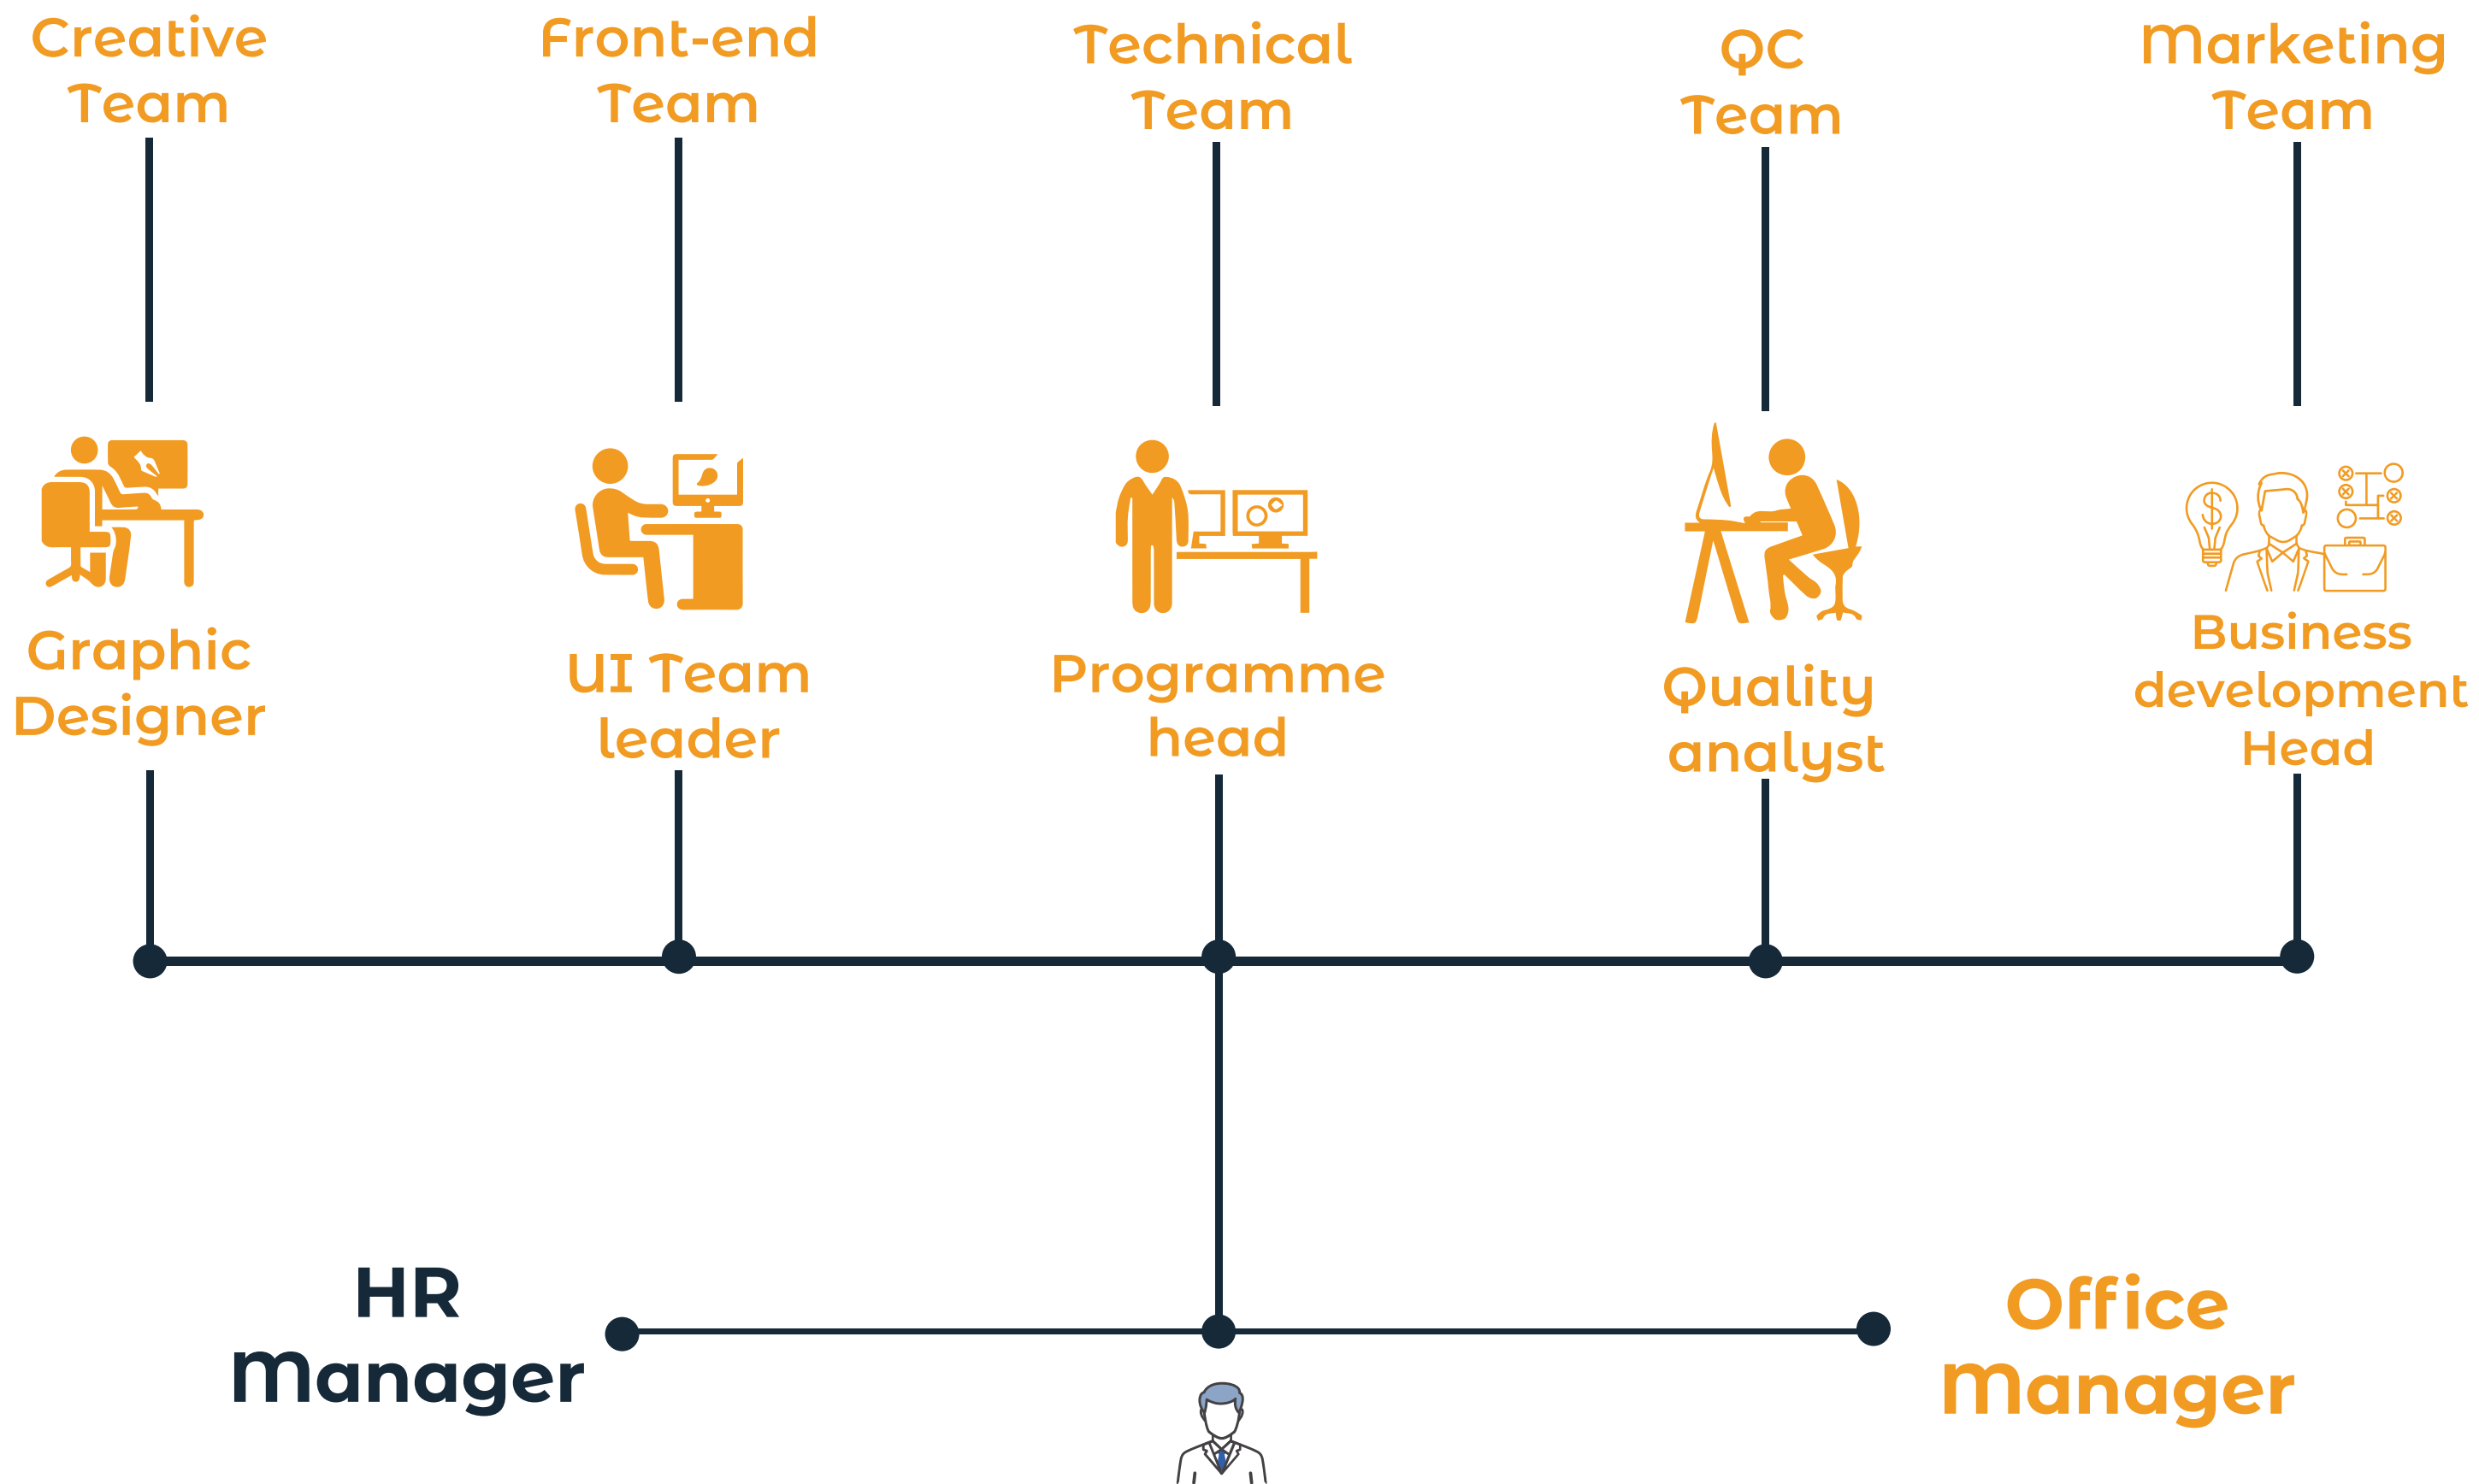 Creative
Team
Front-end
Team
Technical
Team
QC
Team
Marketing
Team
Graphic
Designer
UI Team
leader
Programme
head
Quality
analyst
Business
development
Head
HR
manager
Office
manager